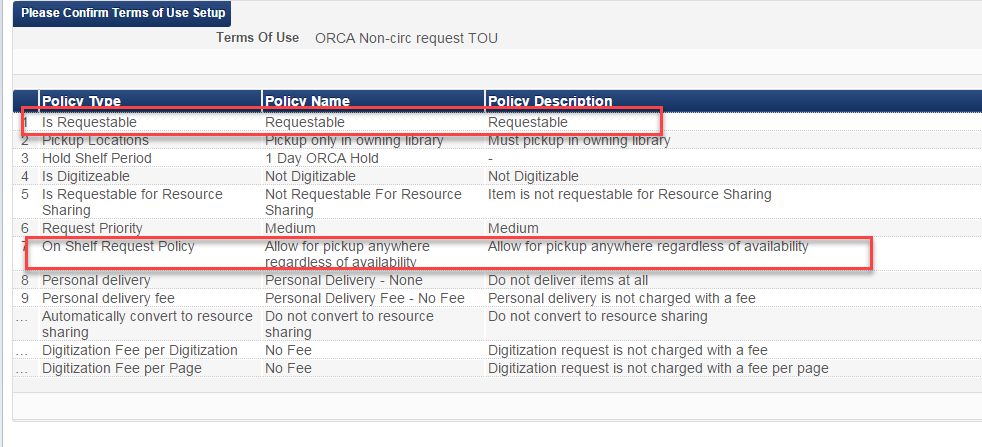 Please Confirm Terms of Use Setup
Terms Of Use ORCA Non-circ request TOU
Policy Type Policy Name Policy Description
1 Is Requestable Requestable Requestable
2 Pickup Locations Pickup only in owning library Must pickup in owning library
3 Hold Shelf Period 1 Day ORCA Hold -
4 Is Digitizeable Not Digitizable Not Digitizable
5 Is Requestable for Resource Not Requestable For Resource Item is not requestable for Resource Sharing
Sharing Sharing
6 Request Priority Medium Medium
7 On Shelf Request Policy Allow for pickup anywhere Allow for pickup anywhere regardless of availability
regardless of availability
8 Personal delivery Personal Delivery - None Do not deliver items at all
9 Personal delivery fee Personal Delivery Fee - No Fee Personal delivery is not charged with a fee
... Automatically convert to resource Do not convert to resource Do not convert to resource sharing
sharing sharing
... Digitization Fee per Digitization No Fee Digitization request is not charged with a fee
... Digitization Fee per Page No Fee Digitization request is not charged with a fee per page